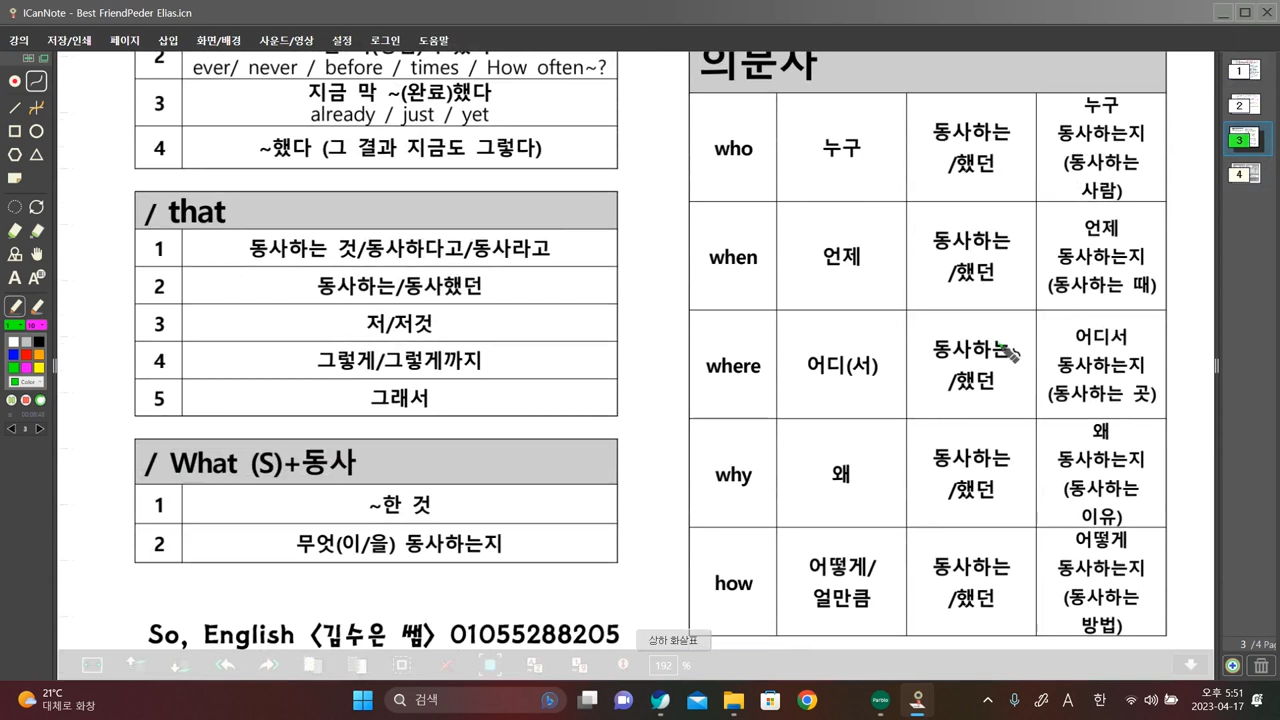 ICanNote - Best FriendPeder Elias.icn
강의 저장/인쇄 페이지 삽입 화면/배경 사운드/영상 설정 로그인 도움말
2
ever/ never / before / times / How often~?
3
지금 막 ~(완료)했다
already / just / yet
4 ~했다 (그 결과 지금도 그렇다)
/ that
1 동사하는 것/동사하다고/동사라고
2 동사하는/동사했던
3 저/저것
4 그렇게/그렇게까지
5 그래서
/ What (S)+동사
1 ~한 것
2 무엇(이/을) 동사하는지
So, English <김수은 쌤> 01055288205
의문사
who
누구
동사하는
/했던
누구
동사하는지
(동사하는
사람)
when
언제
동사하는
/했던
언제
동사하는지
(동사하는 때)
where
어디(서)
동사하는
/했던
어디서
동사하는지
(동사하는 곳)
why
왜
동사하는
/했던
왜
동사하는지
(동사하는
이유)
how
어떻게/
얼만큼
동사하는
/했던
어떻게
동사하는지
(동사하는
방법)
상하 화살표
192 %
1
2
3
4
3 /4 Pag
Color
3
21°C
대체로 화창
검색
Parblo
A 한
오후 5:51
2023-04-17